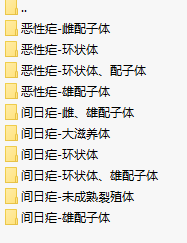 ..
恶性疟-雌配子体
恶性疟-环状体
恶性疟-环状体、配子体
恶性疟-雄配子体
间日疟-雌、雄配子体
间日疟-大滋养体
间日疟-环状体
间日疟-环状体、雄配子体
间日疟-未成熟裂殖体
间日疟-雄配子体